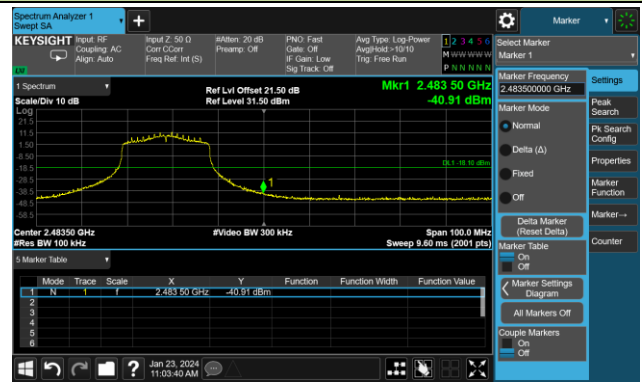 Spectrum Analyzer 1
Swept SA
Marker
KEYSIGHT
Input: RF
Coupling: AC
Align: Auto
Input Z: 50 Ω
Corr CCorr
Freq Ref: Int (S)
#Atten: 20 dB
Preamp: Off
PNO: Fast
Gate: Off
IF Gain: Low
Sig Track: Off
Avg Type: Log-Power
Avg|Hold:>10/10
Trig: Free Run
1 2 3 4 5 6
M W W W W W
P N N N N N
LW
Select Marker
Marker 1
1 Spectrum
Scale/Div 10 dB
Log
Ref Lvl Offset 21.50 dB
Ref Level 31.50 dBm
Mkr1 2.483 50 GHz
-40.91 dBm
21.5
11.5
1.50
-8.50
-18.5
-28.5
-38.5
-48.5
-58.5
DL1 -18.10 dBm
1
Center 2.48350 GHz
#Res BW 100 kHz
#Video BW 300 kHz
Span 100.0 MHz
Sweep 9.60 ms (2001 pts)
5 Marker Table
Mode Trace Scale X Y Function Function Width Function Value
1 N 1 f 2.483 50 GHz -40.91 dBm
2
3
4
5
6
Marker Frequency
2.483500000 GHz
Marker Mode
Normal
Delta (Δ)
Fixed
Off
Delta Marker
(Reset Delta)
Marker Table
On
Off
Marker Settings
Diagram
All Markers Off
Couple Markers
On
Off
Settings
Peak
Search
Pk Search
Config
Properties
Marker
Function
Marker→
Counter
?
Jan 23, 2024
11:03:40 AM